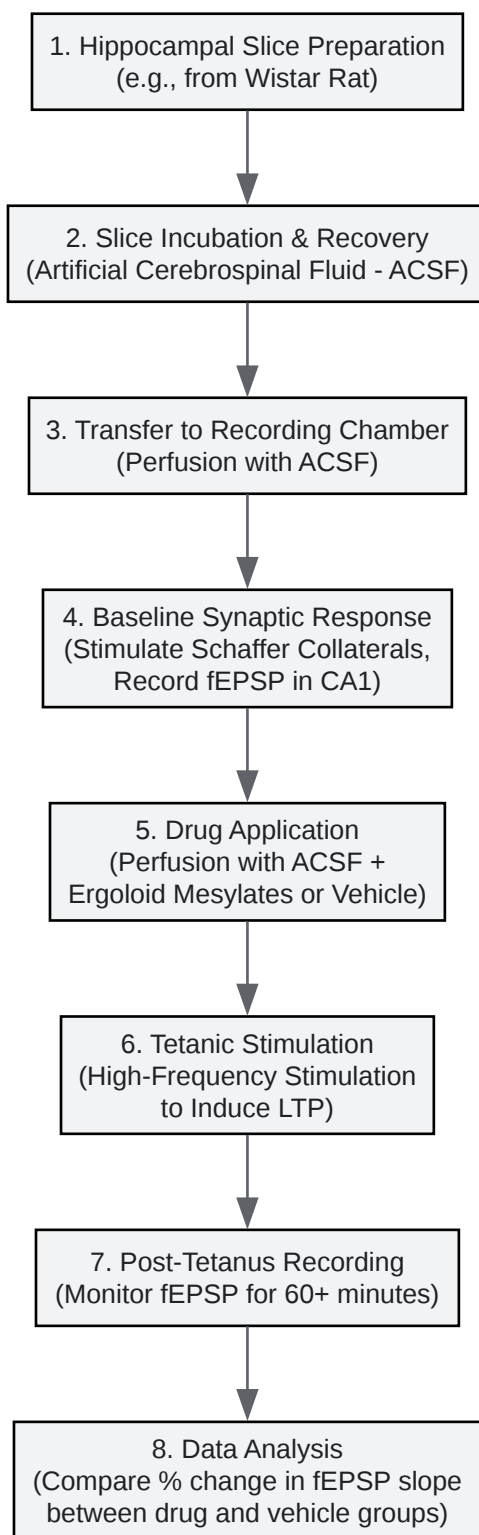 1. Hippocampal Slice Preparation
(e.g., from Wistar Rat)
2. Slice Incubation & Recovery
(Artificial Cerebrospinal Fluid - ACSF)
3. Transfer to Recording Chamber
(Perfusion with ACSF)
4. Baseline Synaptic Response
(Stimulate Schaffer Collaterals,
Record fEPSP in CA1)
5. Drug Application
(Perfusion with ACSF +
Ergoloid Mesylates or Vehicle)
6. Tetanic Stimulation
(High-Frequency Stimulation
to Induce LTP)
7. Post-Tetanus Recording
(Monitor fEPSP for 60+ minutes)
8. Data Analysis
(Compare % change in fEPSP slope
between drug and vehicle groups)